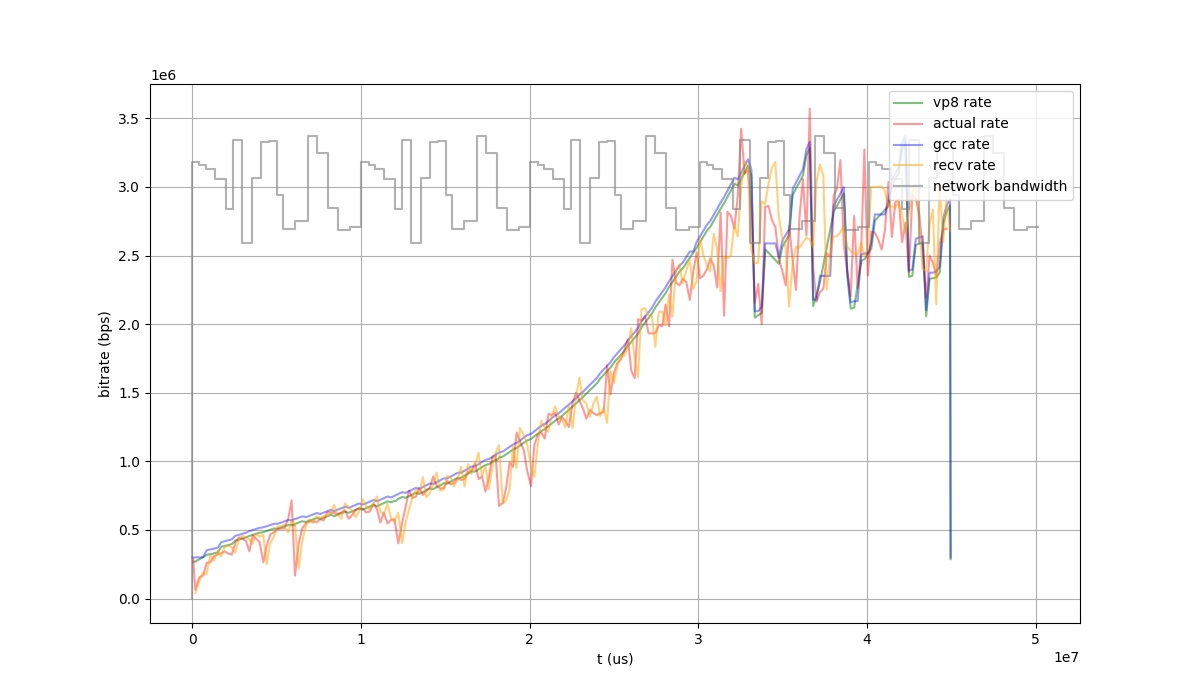 1e6
3.5
3.0
2.5
2.0
1.5
1.0
0.5
0.0
bitrate (bps)
vp8 rate
actual rate
gcc rate
recv rate
network bandwidth
0 1 2 3 4 5
1e7
t (us)